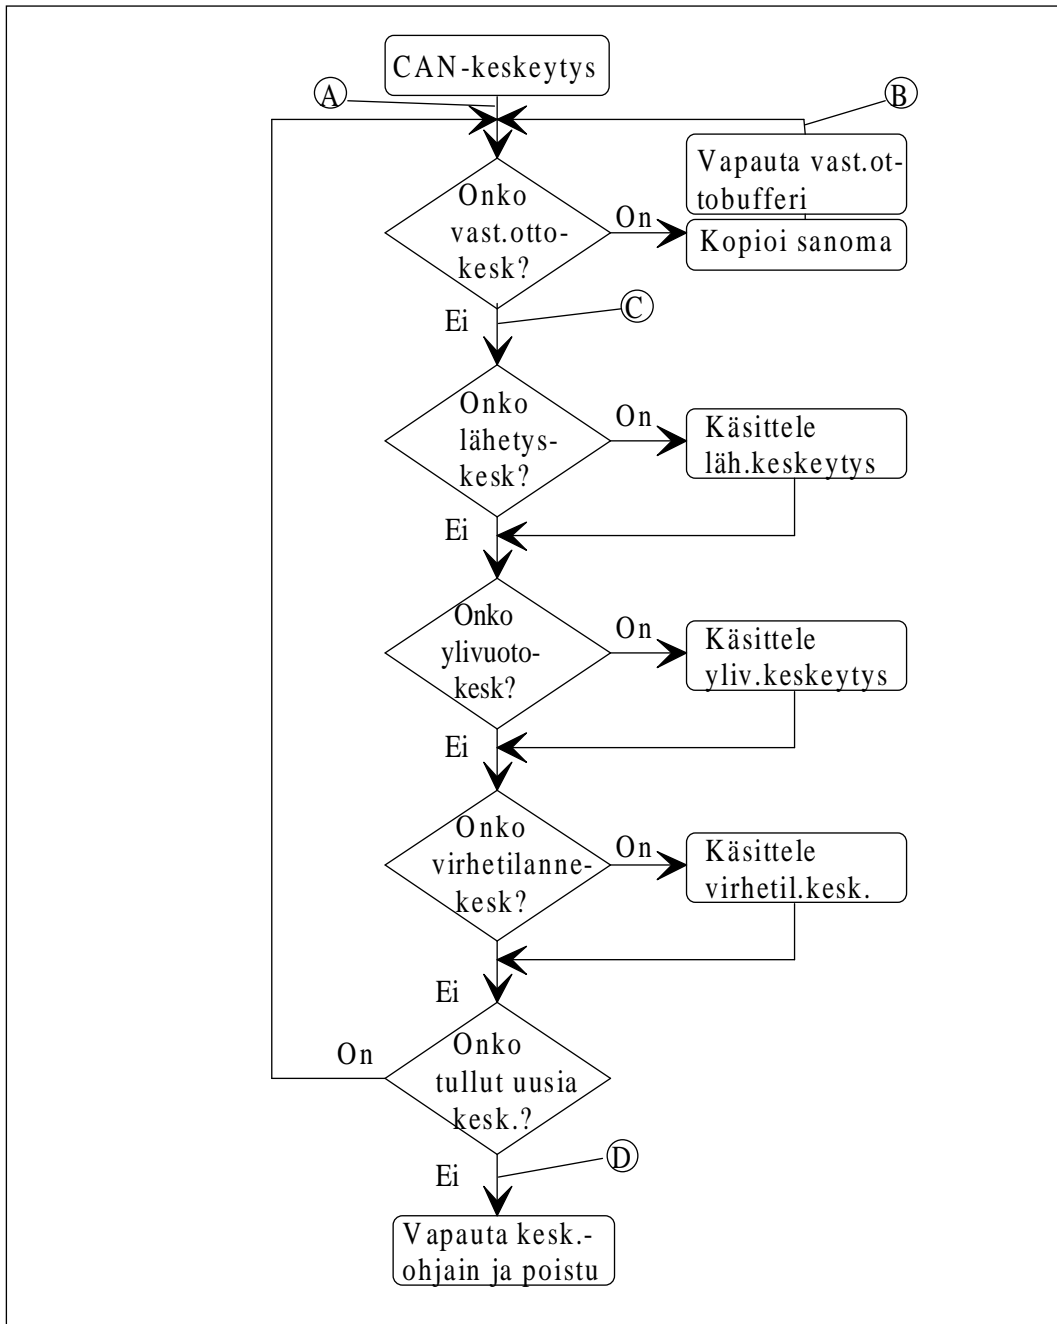 CAN-keskeytys
A
B
Vapauta vast.ot-
tobufferi
Onko
vast.otto-
kesk?
On
Kopioi sanoma
Ei
C
Onko
lähetys-
kesk?
On
Käsittele
läh.keskeytys
Ei
Onko
ylivuoto-
kesk?
On
Käsittele
yliv.keskeytys
Ei
Onko
virhetilanne-
kesk?
On
Käsittele
virhetil.kesk.
Ei
On
Onko
tullut uusia
kesk.?
Ei
D
Vapauta kesk.-
ohjain ja poistu